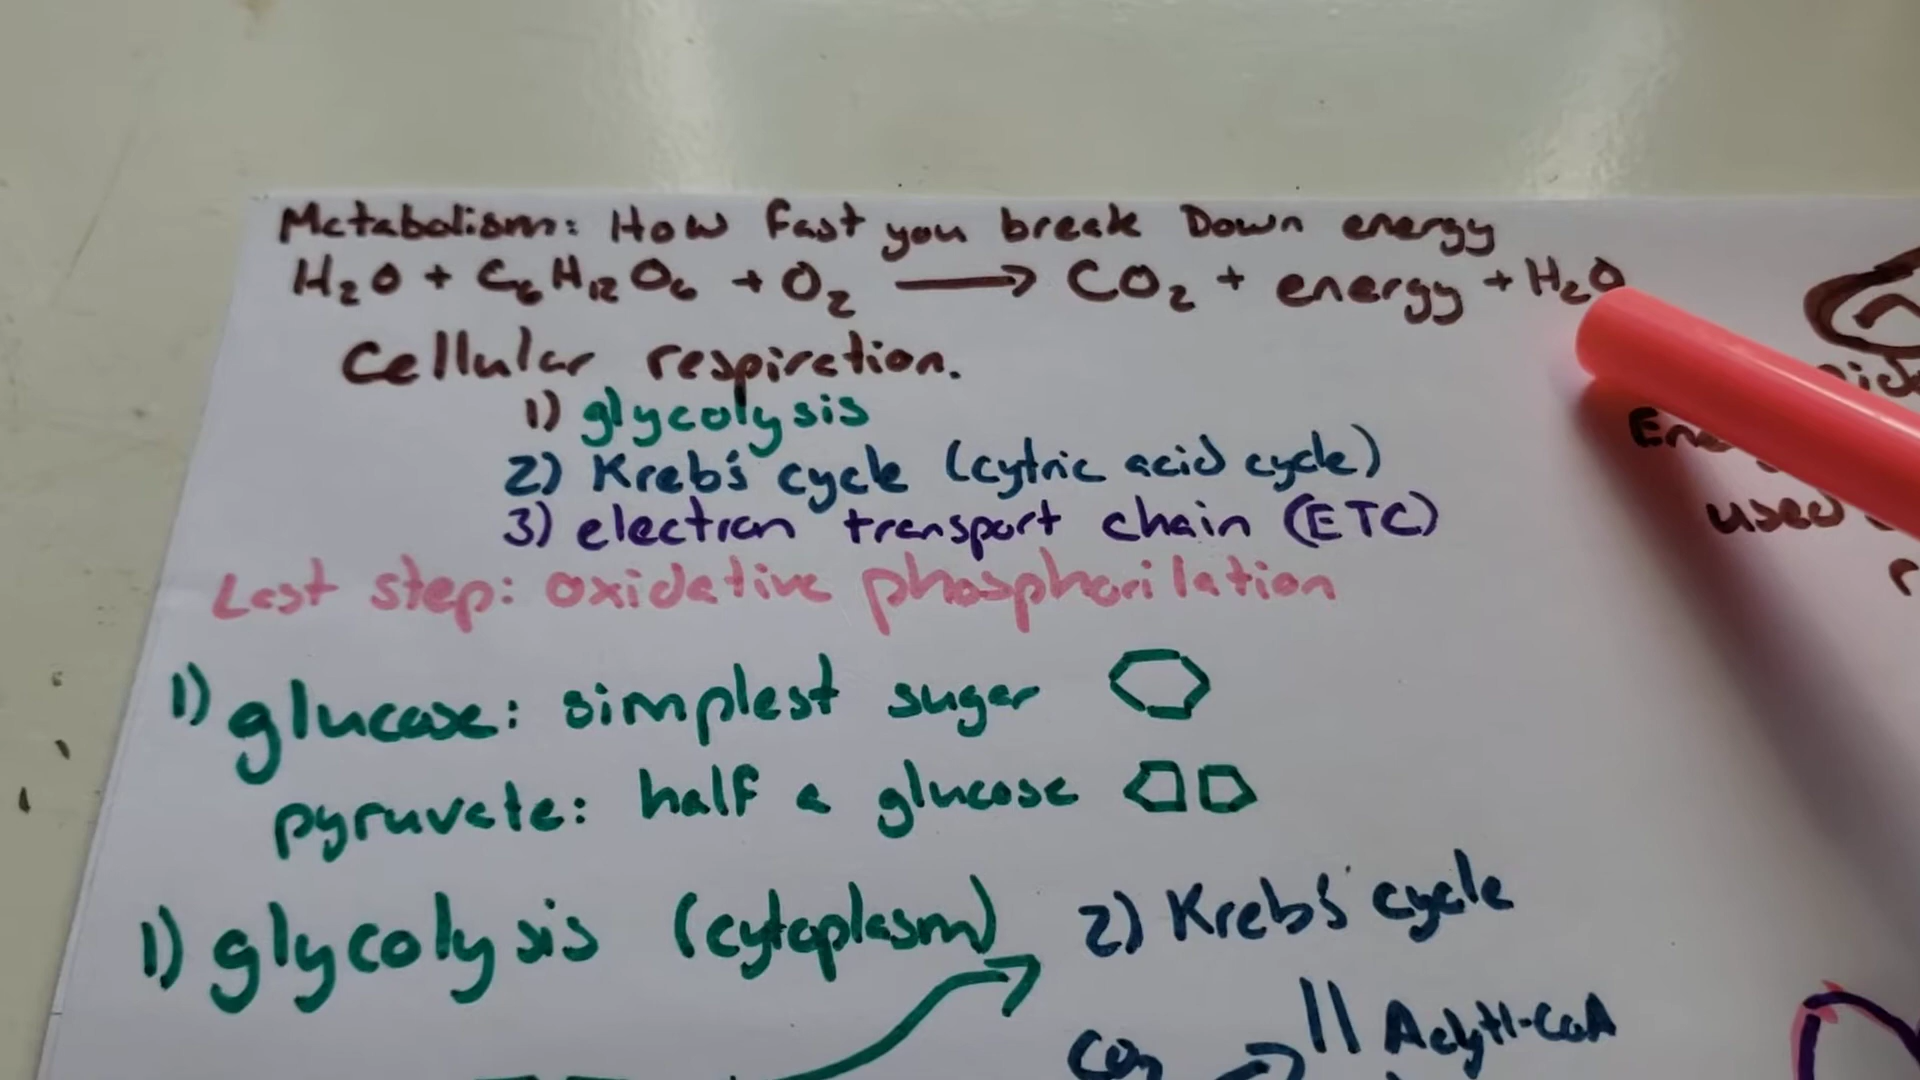 Metabolism: How fast you break Down energy
H₂O + C₆H₁₂O₆ + O₂ → CO₂ + energy + H₂O
Cellular respiration.
1) glycolysis
2) Kreb's cycle (cytric acid cycle)
3) electron transport chain (ETC)
Last step: oxidative phosphorilation
1) glucose: simplest sugar
pyruvate: half a glucose
1) glycolysis (cytoplasm)
2) Kreb's cycle
CO₂ → || Acetyl-CoA
used